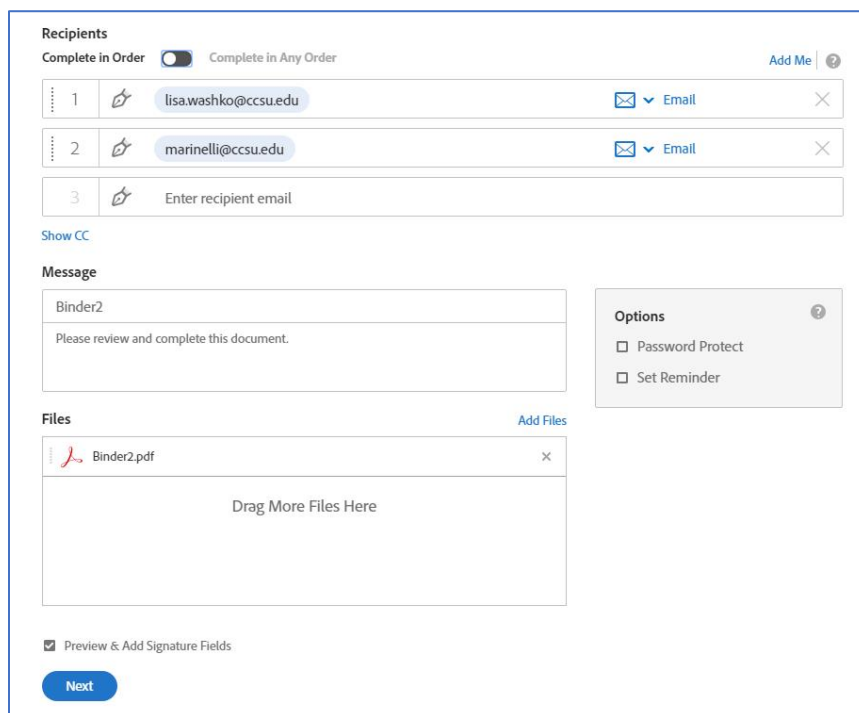 Recipients
Complete in Order Complete in Any Order Add Me ?
1 lisa.washko@ccsu.edu Email
2 marinelli@ccsu.edu Email
3 Enter recipient email
Show CC
Message
Binder2
Please review and complete this document.
Options ?
Password Protect
Set Reminder
Files Add Files
Binder2.pdf
Drag More Files Here
Preview & Add Signature Fields
Next